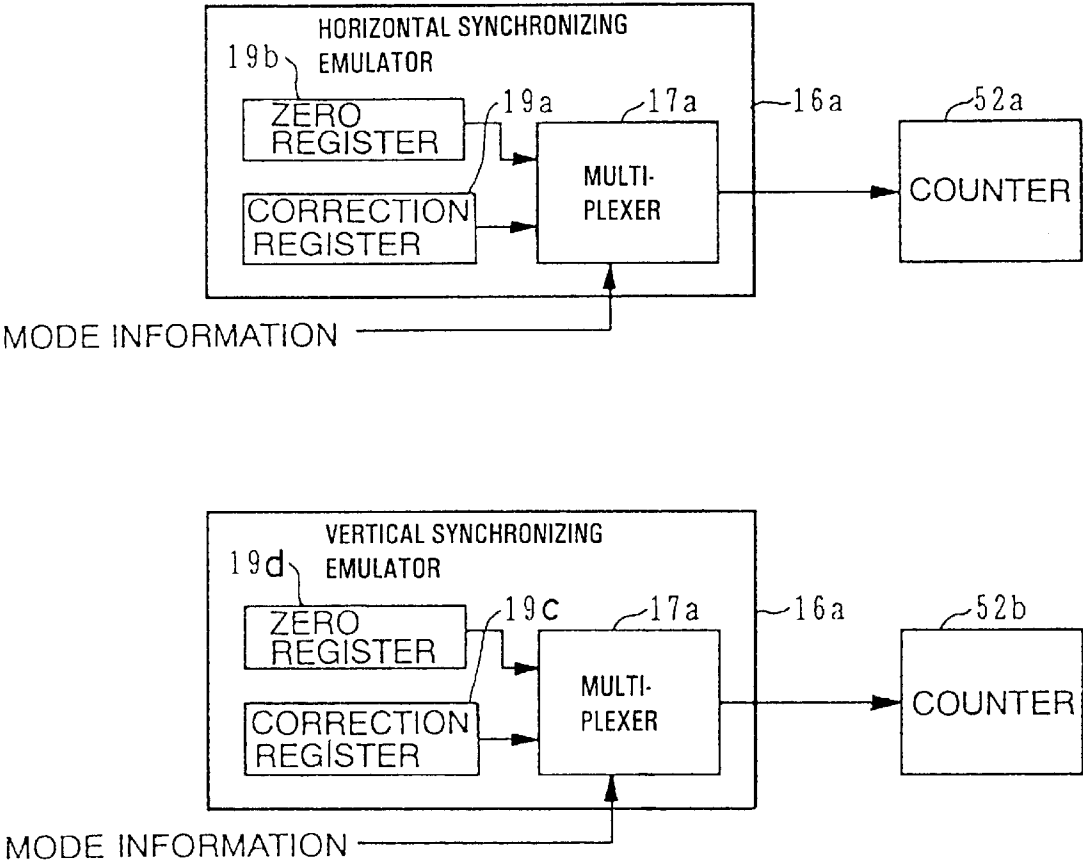 HORIZONTAL SYNCHRONIZING
EMULATOR
19b
19a
17a
16a
52a
ZERO
REGISTER
CORRECTION
REGISTER
MULTI-
PLEXER
COUNTER
MODE INFORMATION
VERTICAL SYNCHRONIZING
EMULATOR
19d
19c
17a
16a
52b
ZERO
REGISTER
CORRECTION
REGISTER
MULTI-
PLEXER
COUNTER
MODE INFORMATION